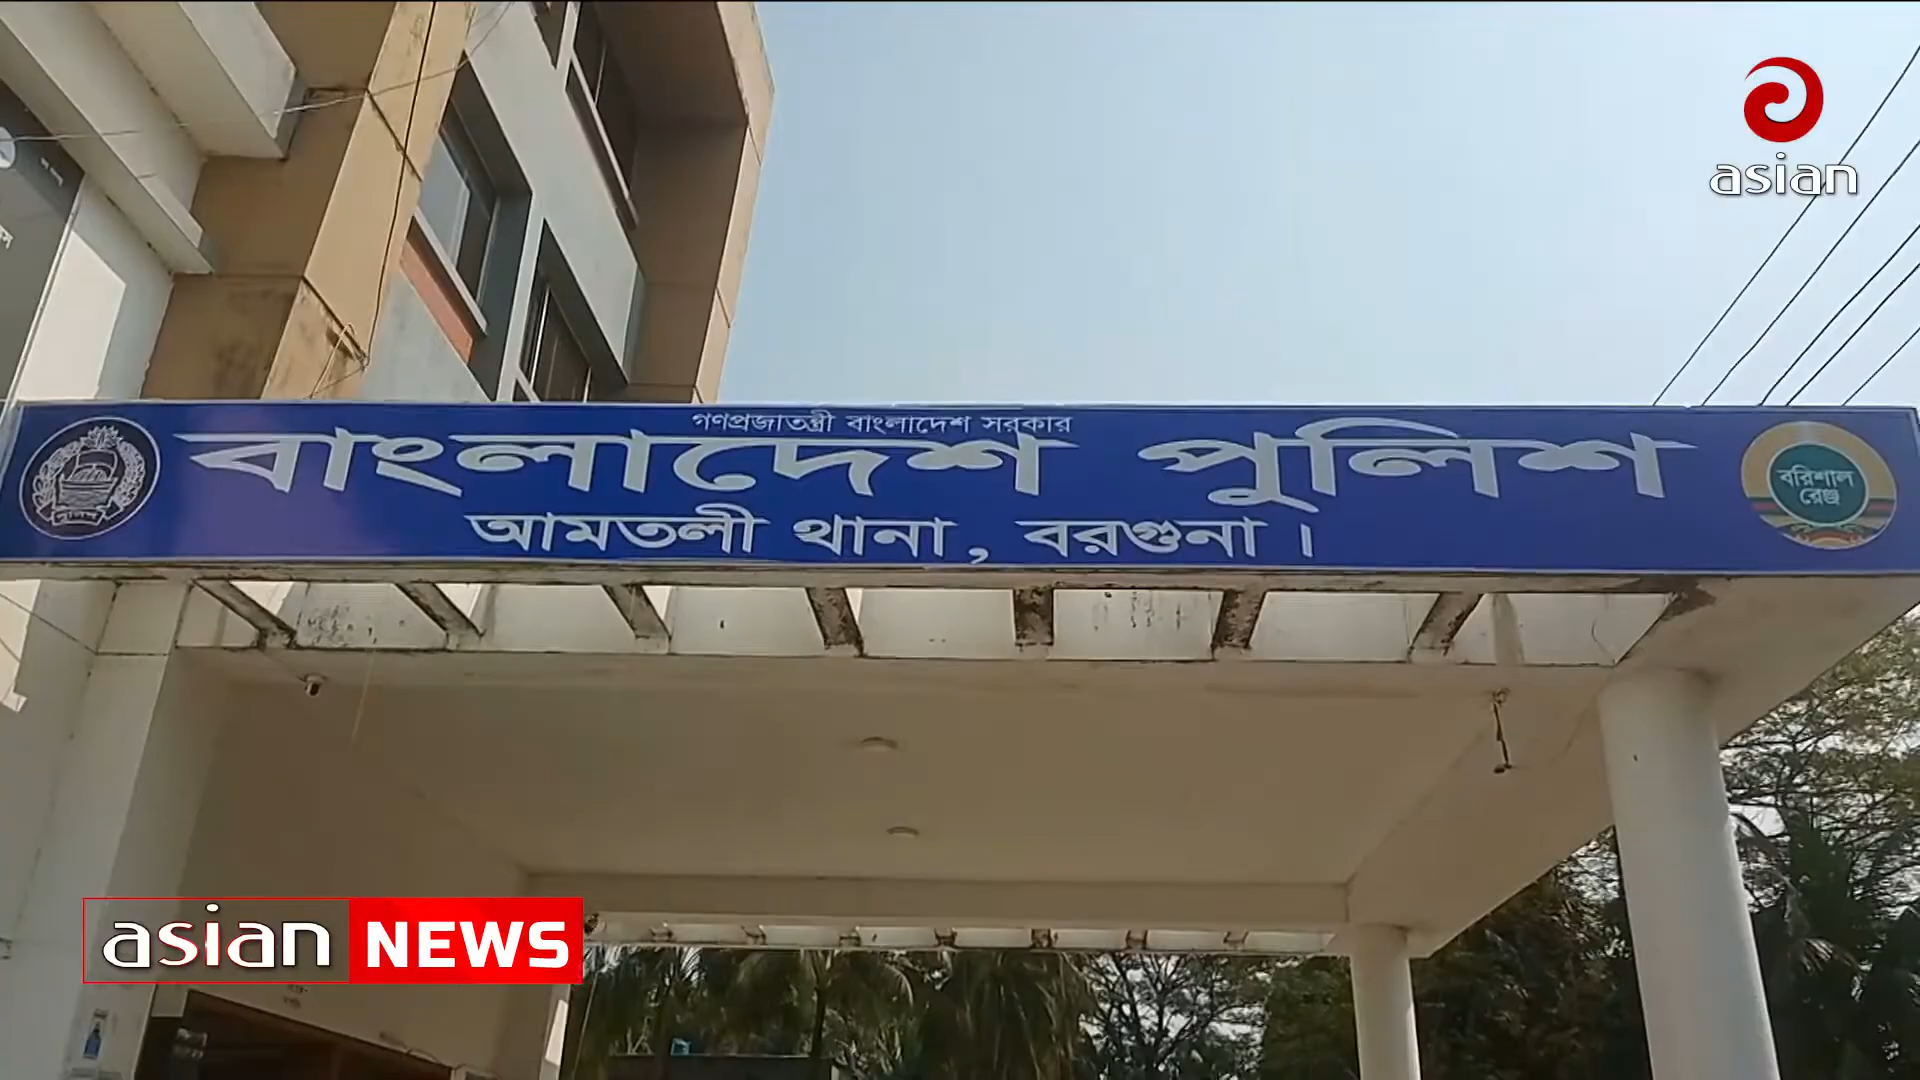 asian
গণপ্রজাতন্ত্রী বাংলাদেশ সরকার
বাংলাদেশ পুলিশ
আমতলী থানা, বরগুনা।
পুলিশ
বরিশাল
রেঞ্জ
asian NEWS